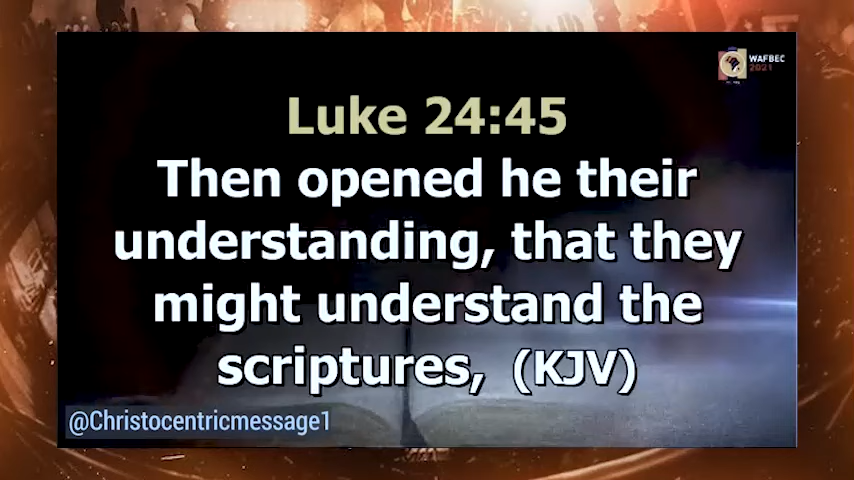 WAFBEC
2021
Luke 24:45
Then opened he their
understanding, that they
might understand the
scriptures, (KJV)
@Christocentricmessage1